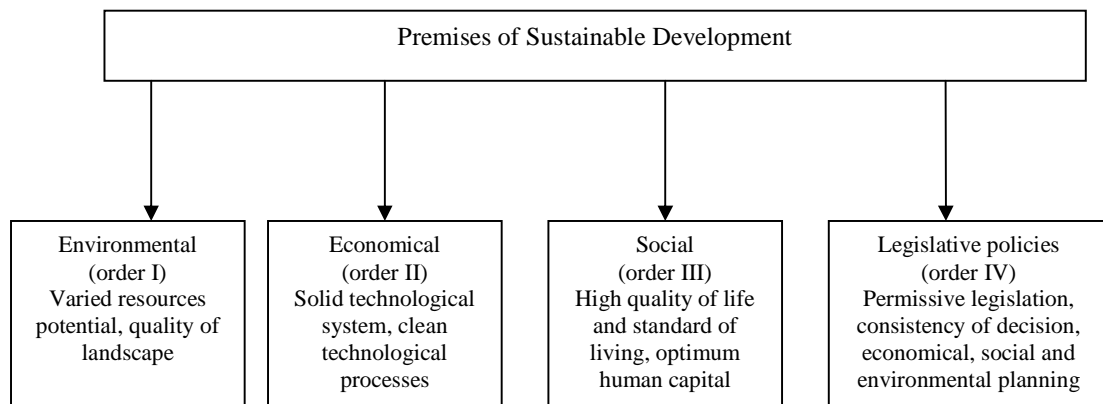 Premises of Sustainable Development
Environmental
(order I)
Varied resources
potential, quality of
landscape
Economical
(order II)
Solid technological
system, clean
technological
processes
Social
(order III)
High quality of life
and standard of
living, optimum
human capital
Legislative policies
(order IV)
Permissive legislation,
consistency of decision,
economical, social and
environmental planning